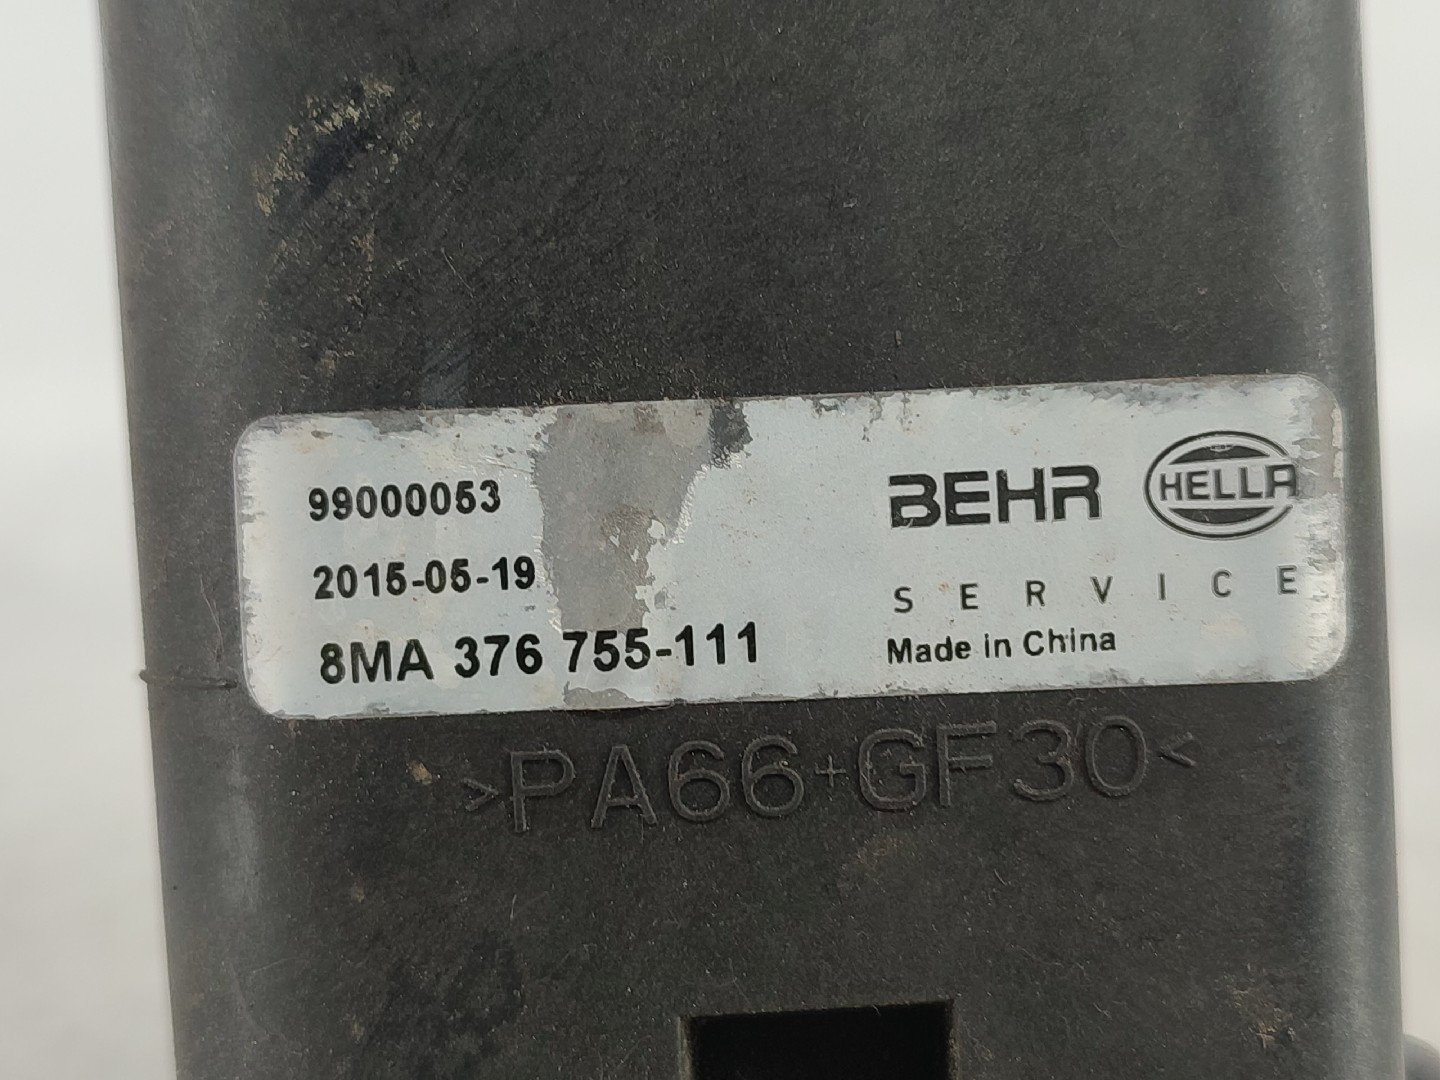 99000053
2015-05-19
8MA 376 755-111
BEHR HELLA
SERVICE
Made in China
>PA66+GF30<